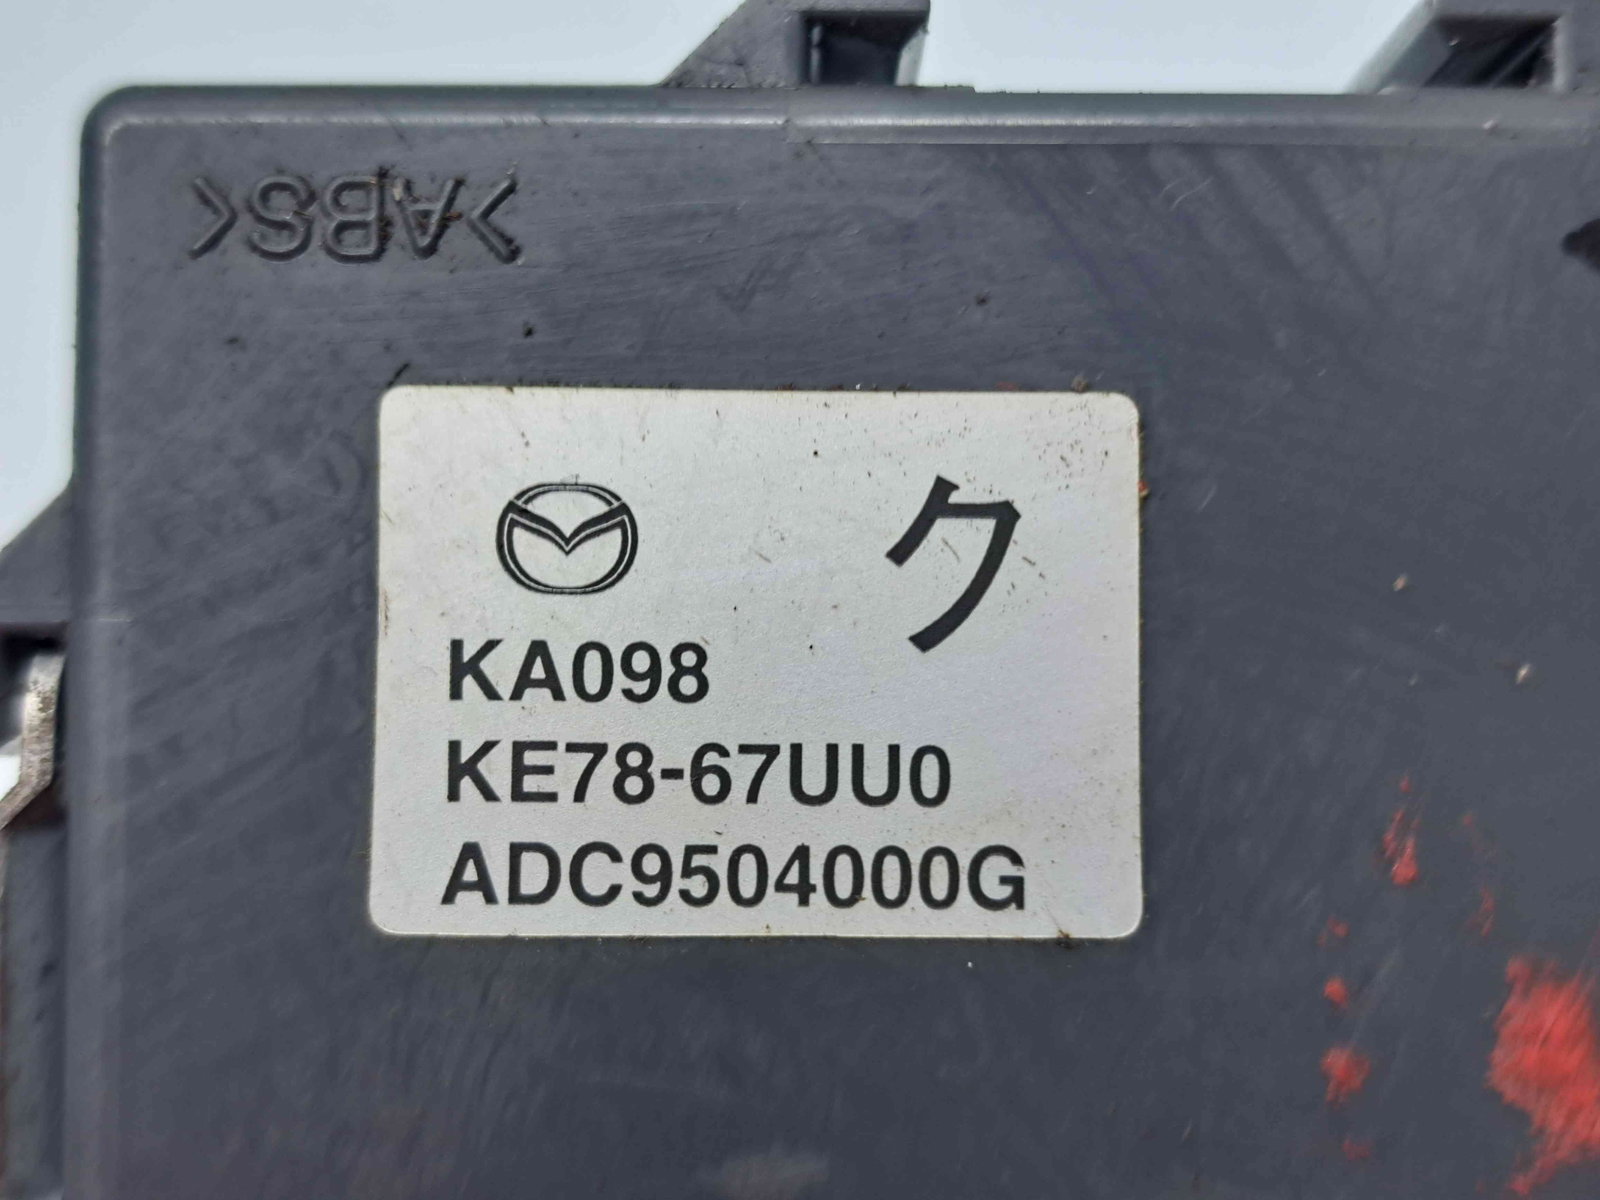 >ABS<
ク
KA098
KE78-67UU0
ADC9504000G